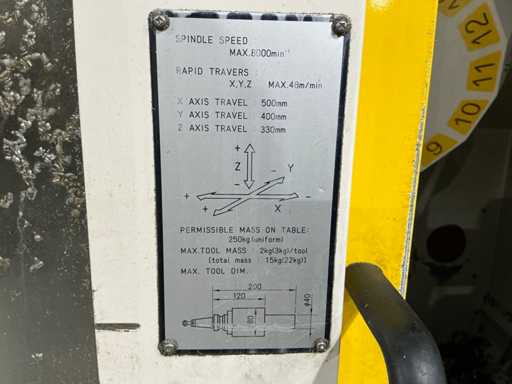 SPINDLE SPEED :
MAX.8000min⁻¹
RAPID TRAVERS :
X,Y,Z MAX.48m/min
X AXIS TRAVEL : 500mm
Y AXIS TRAVEL : 400mm
Z AXIS TRAVEL : 330mm
+ - Y
Z
- +
+ X -
+
PERMISSIBLE MASS ON TABLE:
250kg(uniform)
MAX.TOOL MASS : 2kg(3kg)/tool
(total mass : 15kg(22kg))
MAX. TOOL DIM.
200
120
80
φ40
12
11
10
9